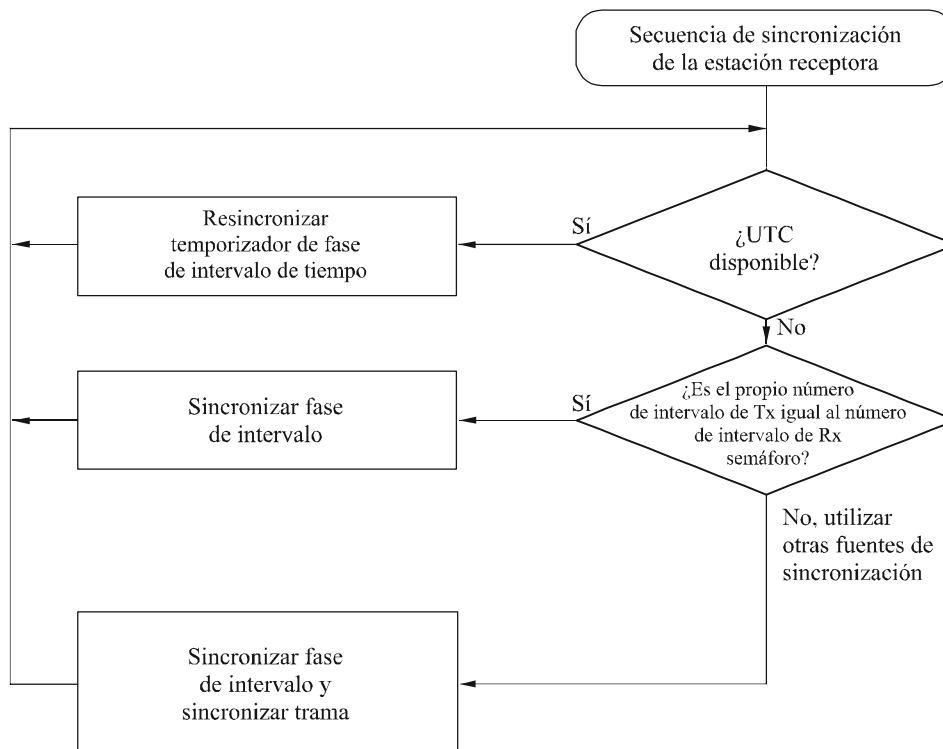 Secuencia de sincronización
de la estación receptora
Sí
Resincronizar
temporizador de fase
de intervalo de tiempo
¿UTC
disponible?
No
Sí
Sincronizar fase
de intervalo
¿Es el propio número
de intervalo de Tx igual al número
de intervalo de Rx
semáforo?
No, utilizar
otras fuentes de
sincronización
Sincronizar fase
de intervalo y
sincronizar trama